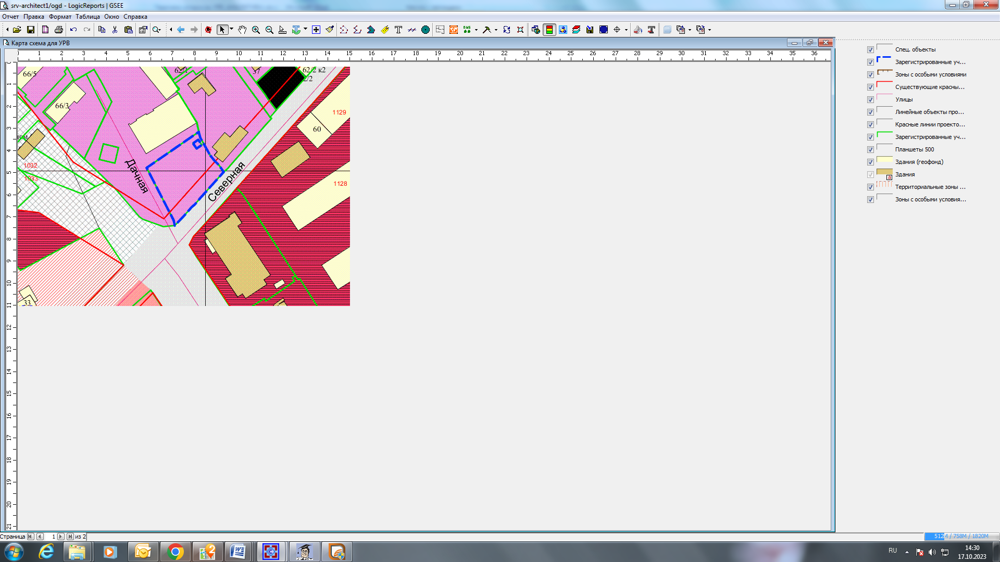 srv-architect1/ogd - LogicReports | GSEE
Отчет Правка Формат Таблица Окно Справка
Карта схема для УРВ
0 1 2 3 4 5 6 7 8 9 10 11 12 13 14 15 16 17 18 19 20 21 22 23 24 25 26 27 28 29 30 31 32 33 34 35 36
0
1
2
3
4
5
6
7
8
9
10
11
12
13
14
15
16
17
18
19
20
21
66/5
62/1
37
62/2 к2
2/2
66/3
1129
60
1032
1033
Дачная
Северная
1128
33
Спец. объекты
Зарегистрированные уч...
Зоны с особыми условиями
Существующие красны...
Улицы
Линейные объекты про...
Красные линии проекто...
Зарегистрированные уч...
Планшеты 500
Здания (геофонд)
Здания
Территориальные зоны ...
Зоны с особыми условия...
Страница 1 из 2
512M / 758M / 1820M
RU
14:30
17.10.2023